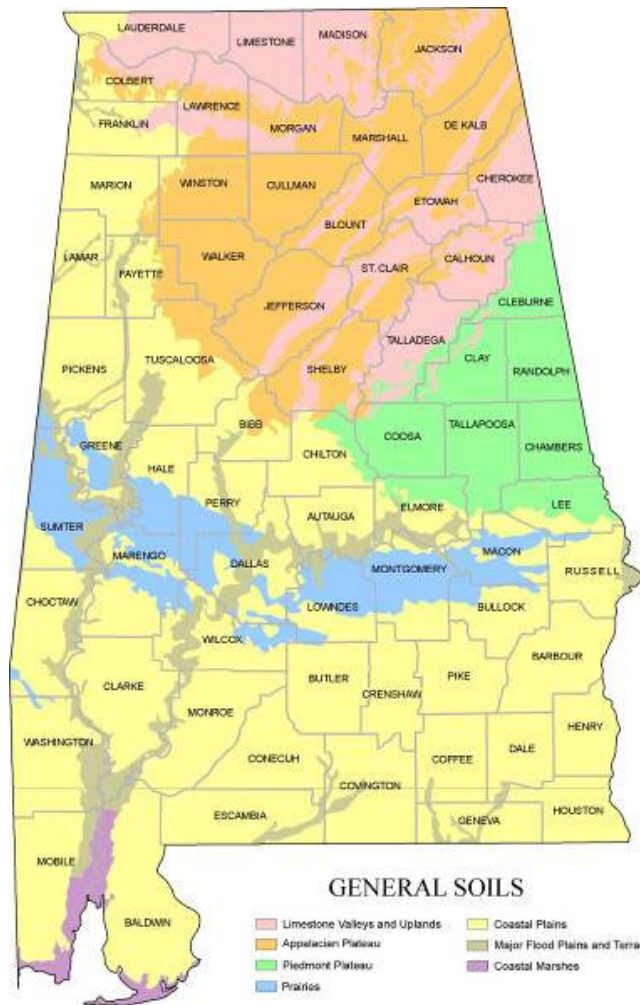 LAUDERDALE
LIMESTONE
MADISON
JACKSON
COLBERT
LAWRENCE
FRANKLIN
MORGAN
MARSHALL
DE KALB
MARION
WINSTON
CULLMAN
CHEROKEE
ETOWAH
BLOUNT
LAMAR
FAYETTE
WALKER
ST. CLAIR
CALHOUN
JEFFERSON
CLEBURNE
TALLADEGA
PICKENS
TUSCALOOSA
SHELBY
CLAY
RANDOLPH
BIBB
GREENE
HALE
CHILTON
COOSA
TALLAPOOSA
CHAMBERS
PERRY
AUTAUGA
ELMORE
LEE
SUMTER
MARENGO
DALLAS
MONTGOMERY
MACON
RUSSELL
CHOCTAW
LOWNDES
BULLOCK
WILCOX
BARBOUR
CLARKE
BUTLER
CRENSHAW
PIKE
MONROE
HENRY
WASHINGTON
CONECUH
COFFEE
DALE
COVINGTON
ESCAMBIA
GENEVA
HOUSTON
MOBILE
BALDWIN
GENERAL SOILS
Limestone Valleys and Uplands
Appalacian Plateau
Piedmont Plateau
Prairies
Coastal Plains
Major Flood Plains and Terra
Coastal Marshes